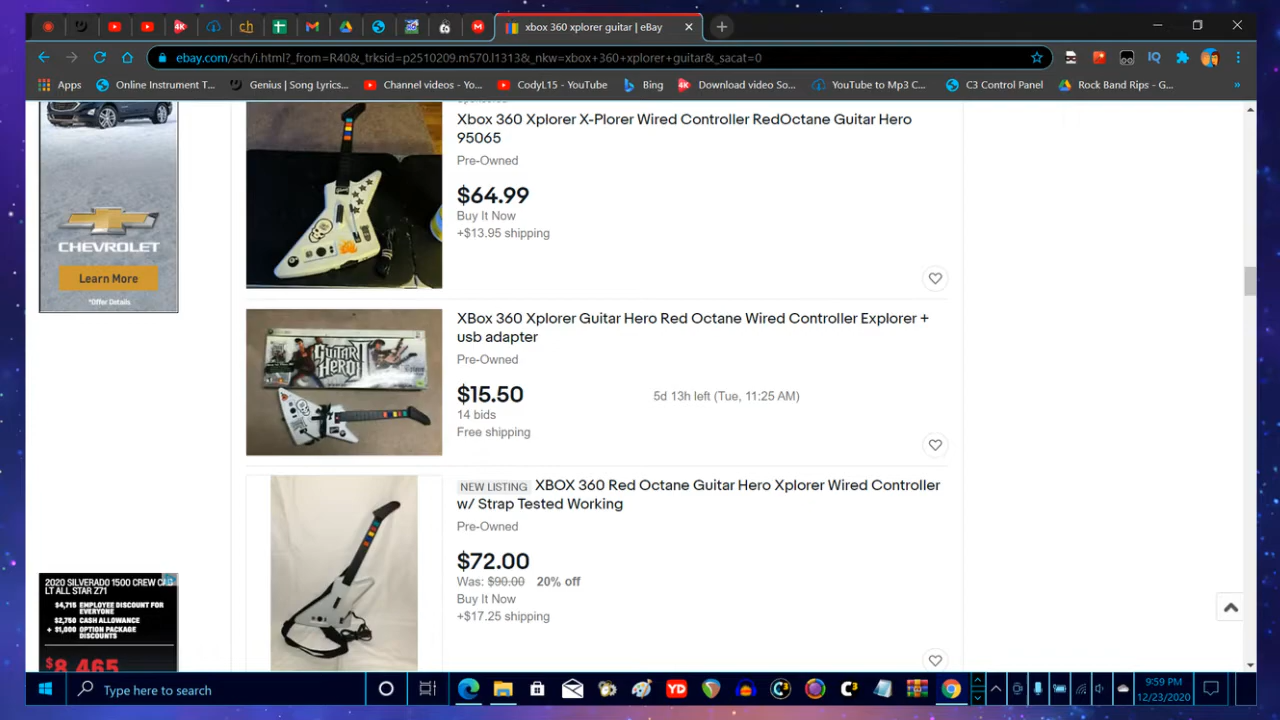 xbox 360 xplorer guitar | eBay
ebay.com/sch/i.html?_from=R40&_trksid=p2510209.m570.l1313&_nkw=xbox+360+xplorer+guitar&_sacat=0
Apps
Online Instrument T...
Genius | Song Lyrics...
Channel videos - Yo...
CodyL15 - YouTube
Bing
Download video So...
YouTube to Mp3 C...
C3 Control Panel
Rock Band Rips - G...
Xbox 360 Xplorer X-Plorer Wired Controller RedOctane Guitar Hero
95065
Pre-Owned
$64.99
Buy It Now
+$13.95 shipping
CHEVROLET
Learn More
*Offer Details
GUITAR
HERO II
XBox 360 Xplorer Guitar Hero Red Octane Wired Controller Explorer +
usb adapter
Pre-Owned
$15.50
5d 13h left (Tue, 11:25 AM)
14 bids
Free shipping
NEW LISTING XBOX 360 Red Octane Guitar Hero Xplorer Wired Controller
w/ Strap Tested Working
Pre-Owned
$72.00
Was: $90.00 20% off
Buy It Now
+$17.25 shipping
2020 SILVERADO 1500 CREW CAB
LT ALL STAR Z71
$4,715 EMPLOYEE DISCOUNT FOR
EVERYONE
$2,750 CASH ALLOWANCE
+ $1,000 OPTION PACKAGE
DISCOUNTS
$8,465
Type here to search
9:59 PM
12/23/2020